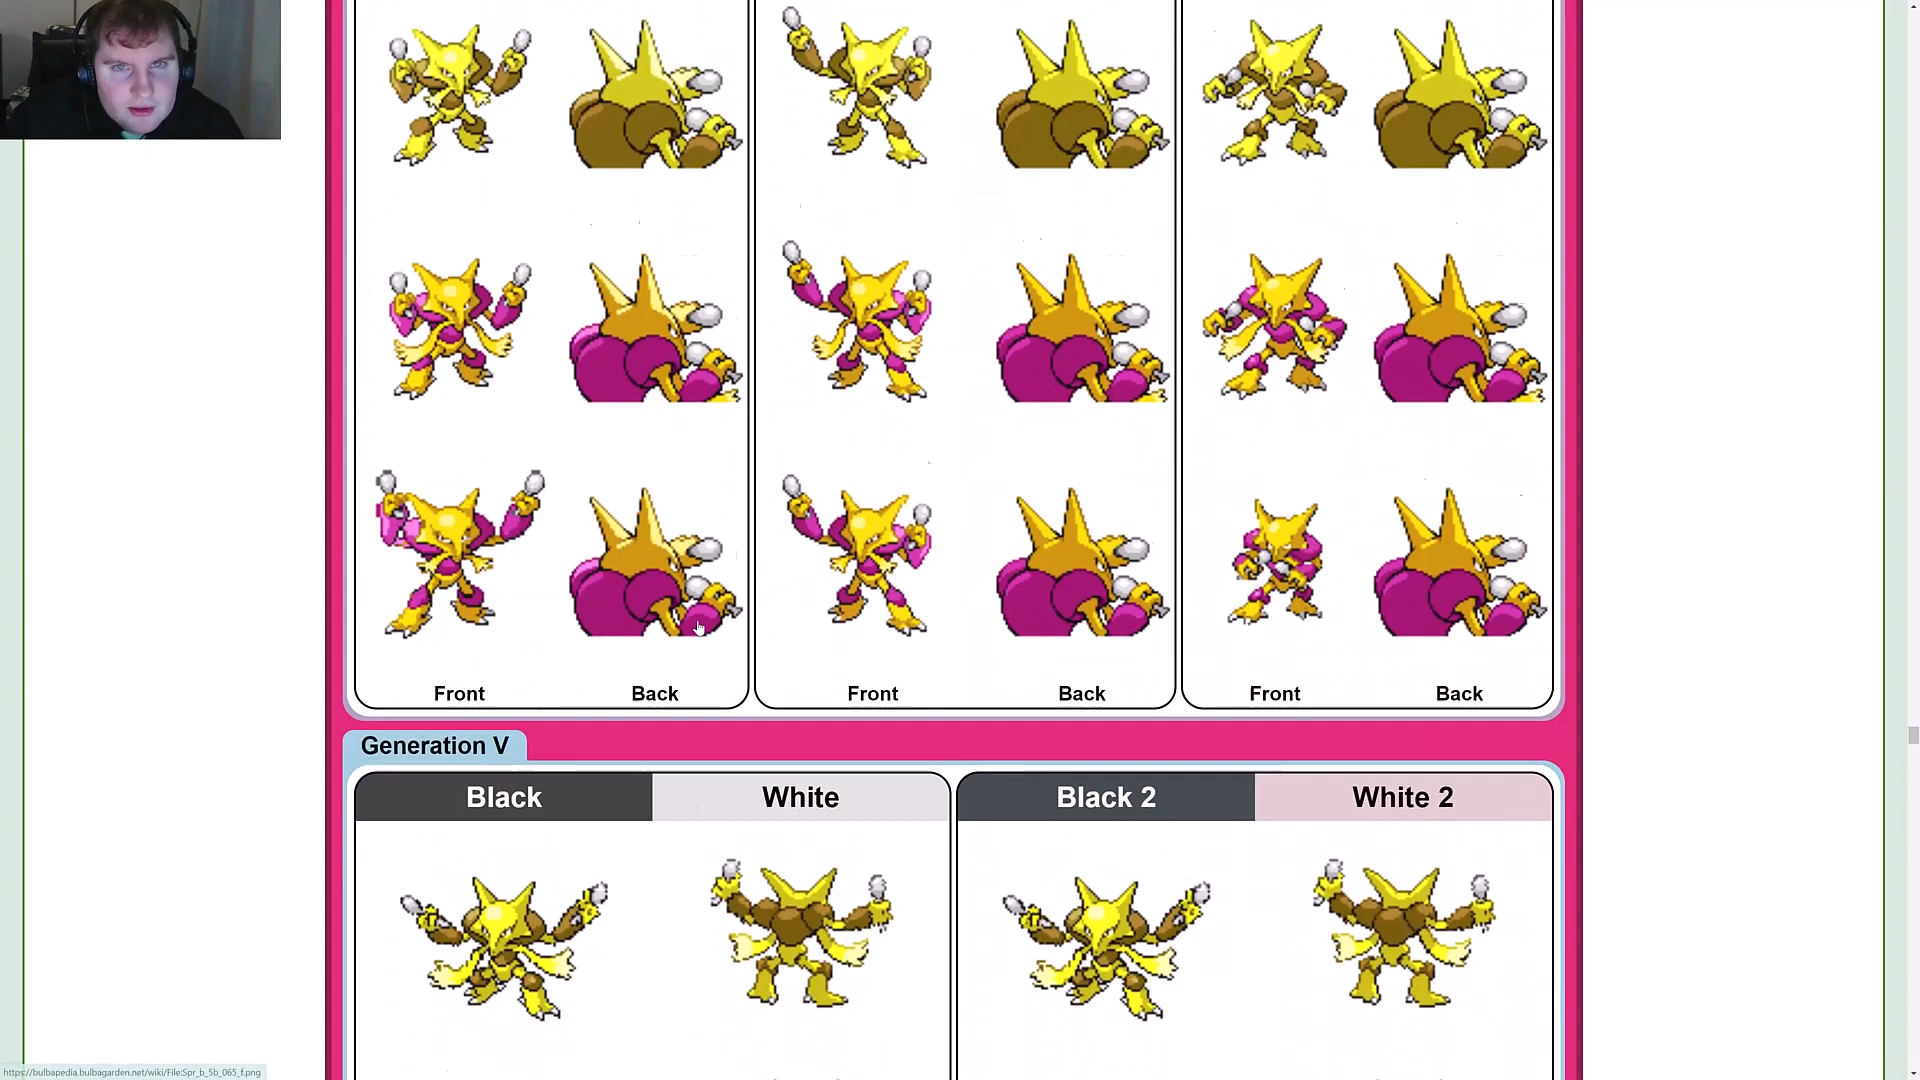 Front Back Front Back Front Back
Generation V
Black White Black 2 White 2
https://bulbapedia.bulbagarden.net/wiki/File:Spr_b_5b_065_f.png